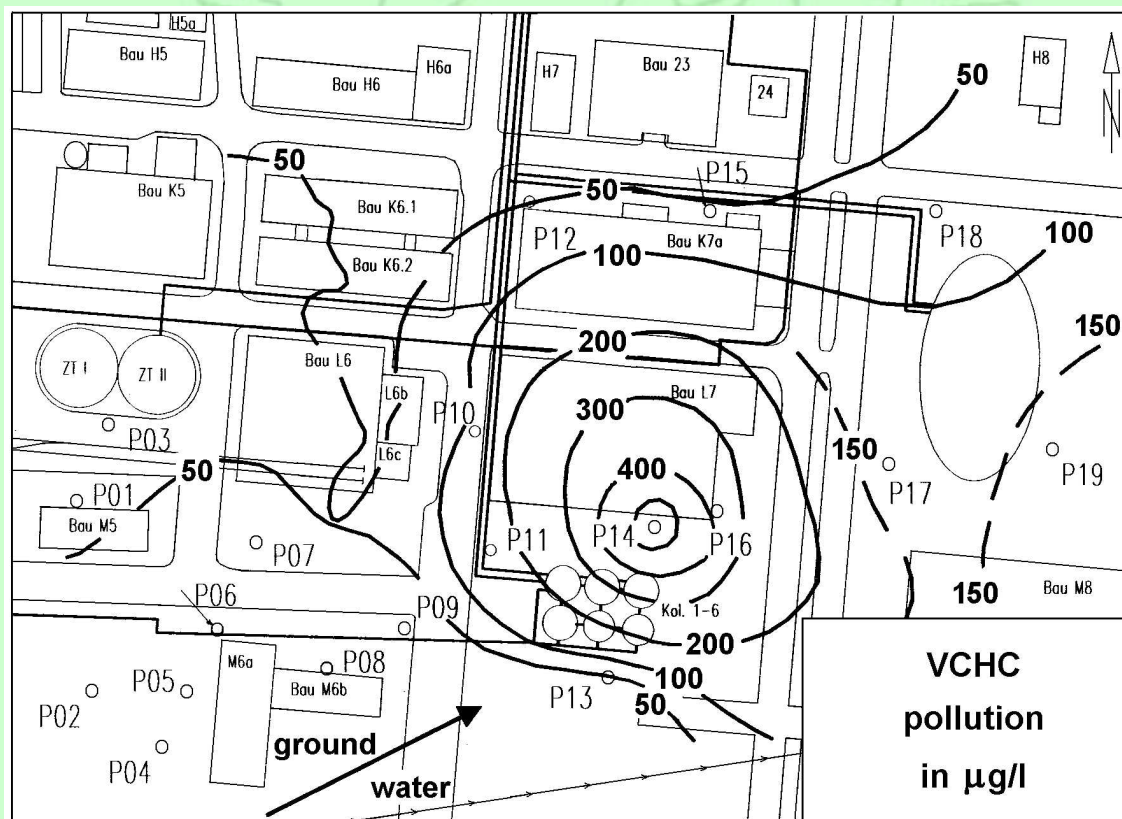 H5a
Bau H5
Bau H6
H6a
H7
Bau 23
24
50
H8
N
50
Bau K5
Bau K6.1
Bau K6.2
50
P15
P12
Bau K7a
P18
100
100
150
200
ZT I
ZT II
Bau L6
L6b
Bau L7
P03
P10
300
150
L6c
50
400
P17
P19
P01
Bau M5
P07
P11
P14
P16
150
Bau M8
P06
P09
Kol. 1-6
200
M6a
P08
Bau M6b
100
P05
P02
P13
50
P04
ground
water
VCHC
pollution
in µg/l